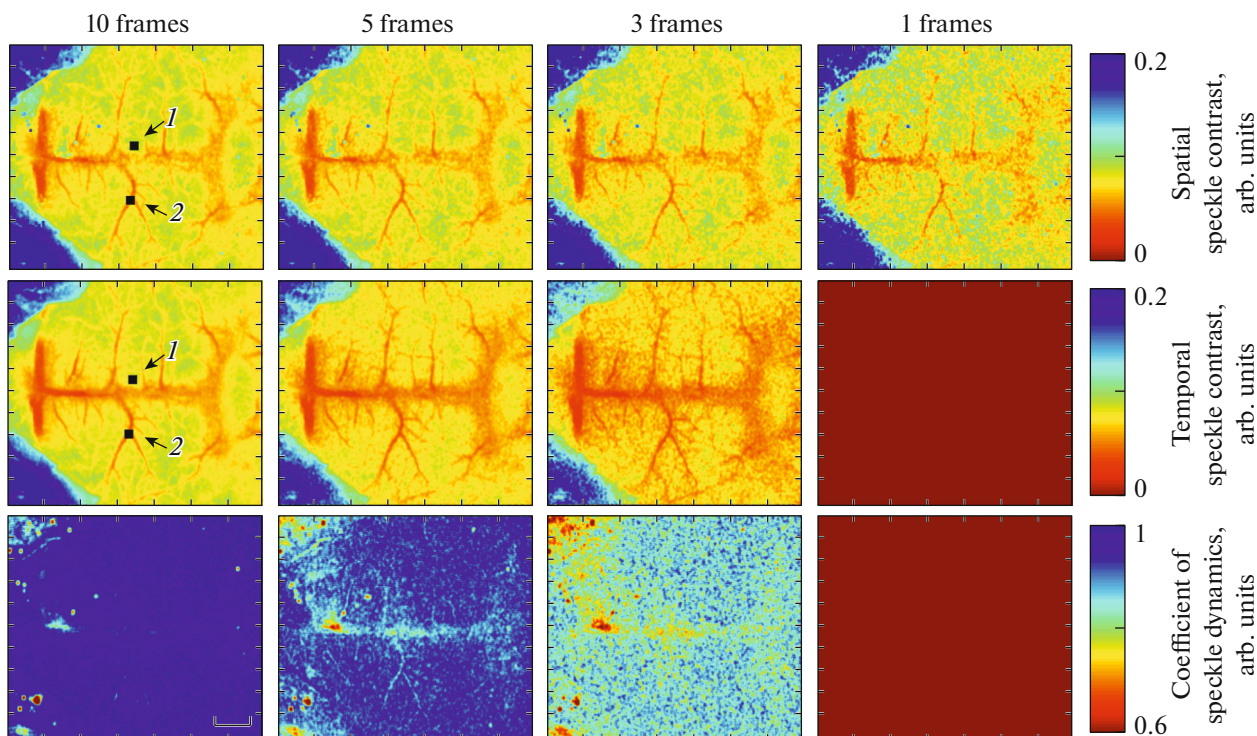 10 frames
5 frames
3 frames
1 frames
1
2
0.2
0
Spatial
speckle contrast,
arb. units
1
2
0.2
0
Temporal
speckle contrast,
arb. units
1
0.6
Coefficient of
speckle dynamics,
arb. units